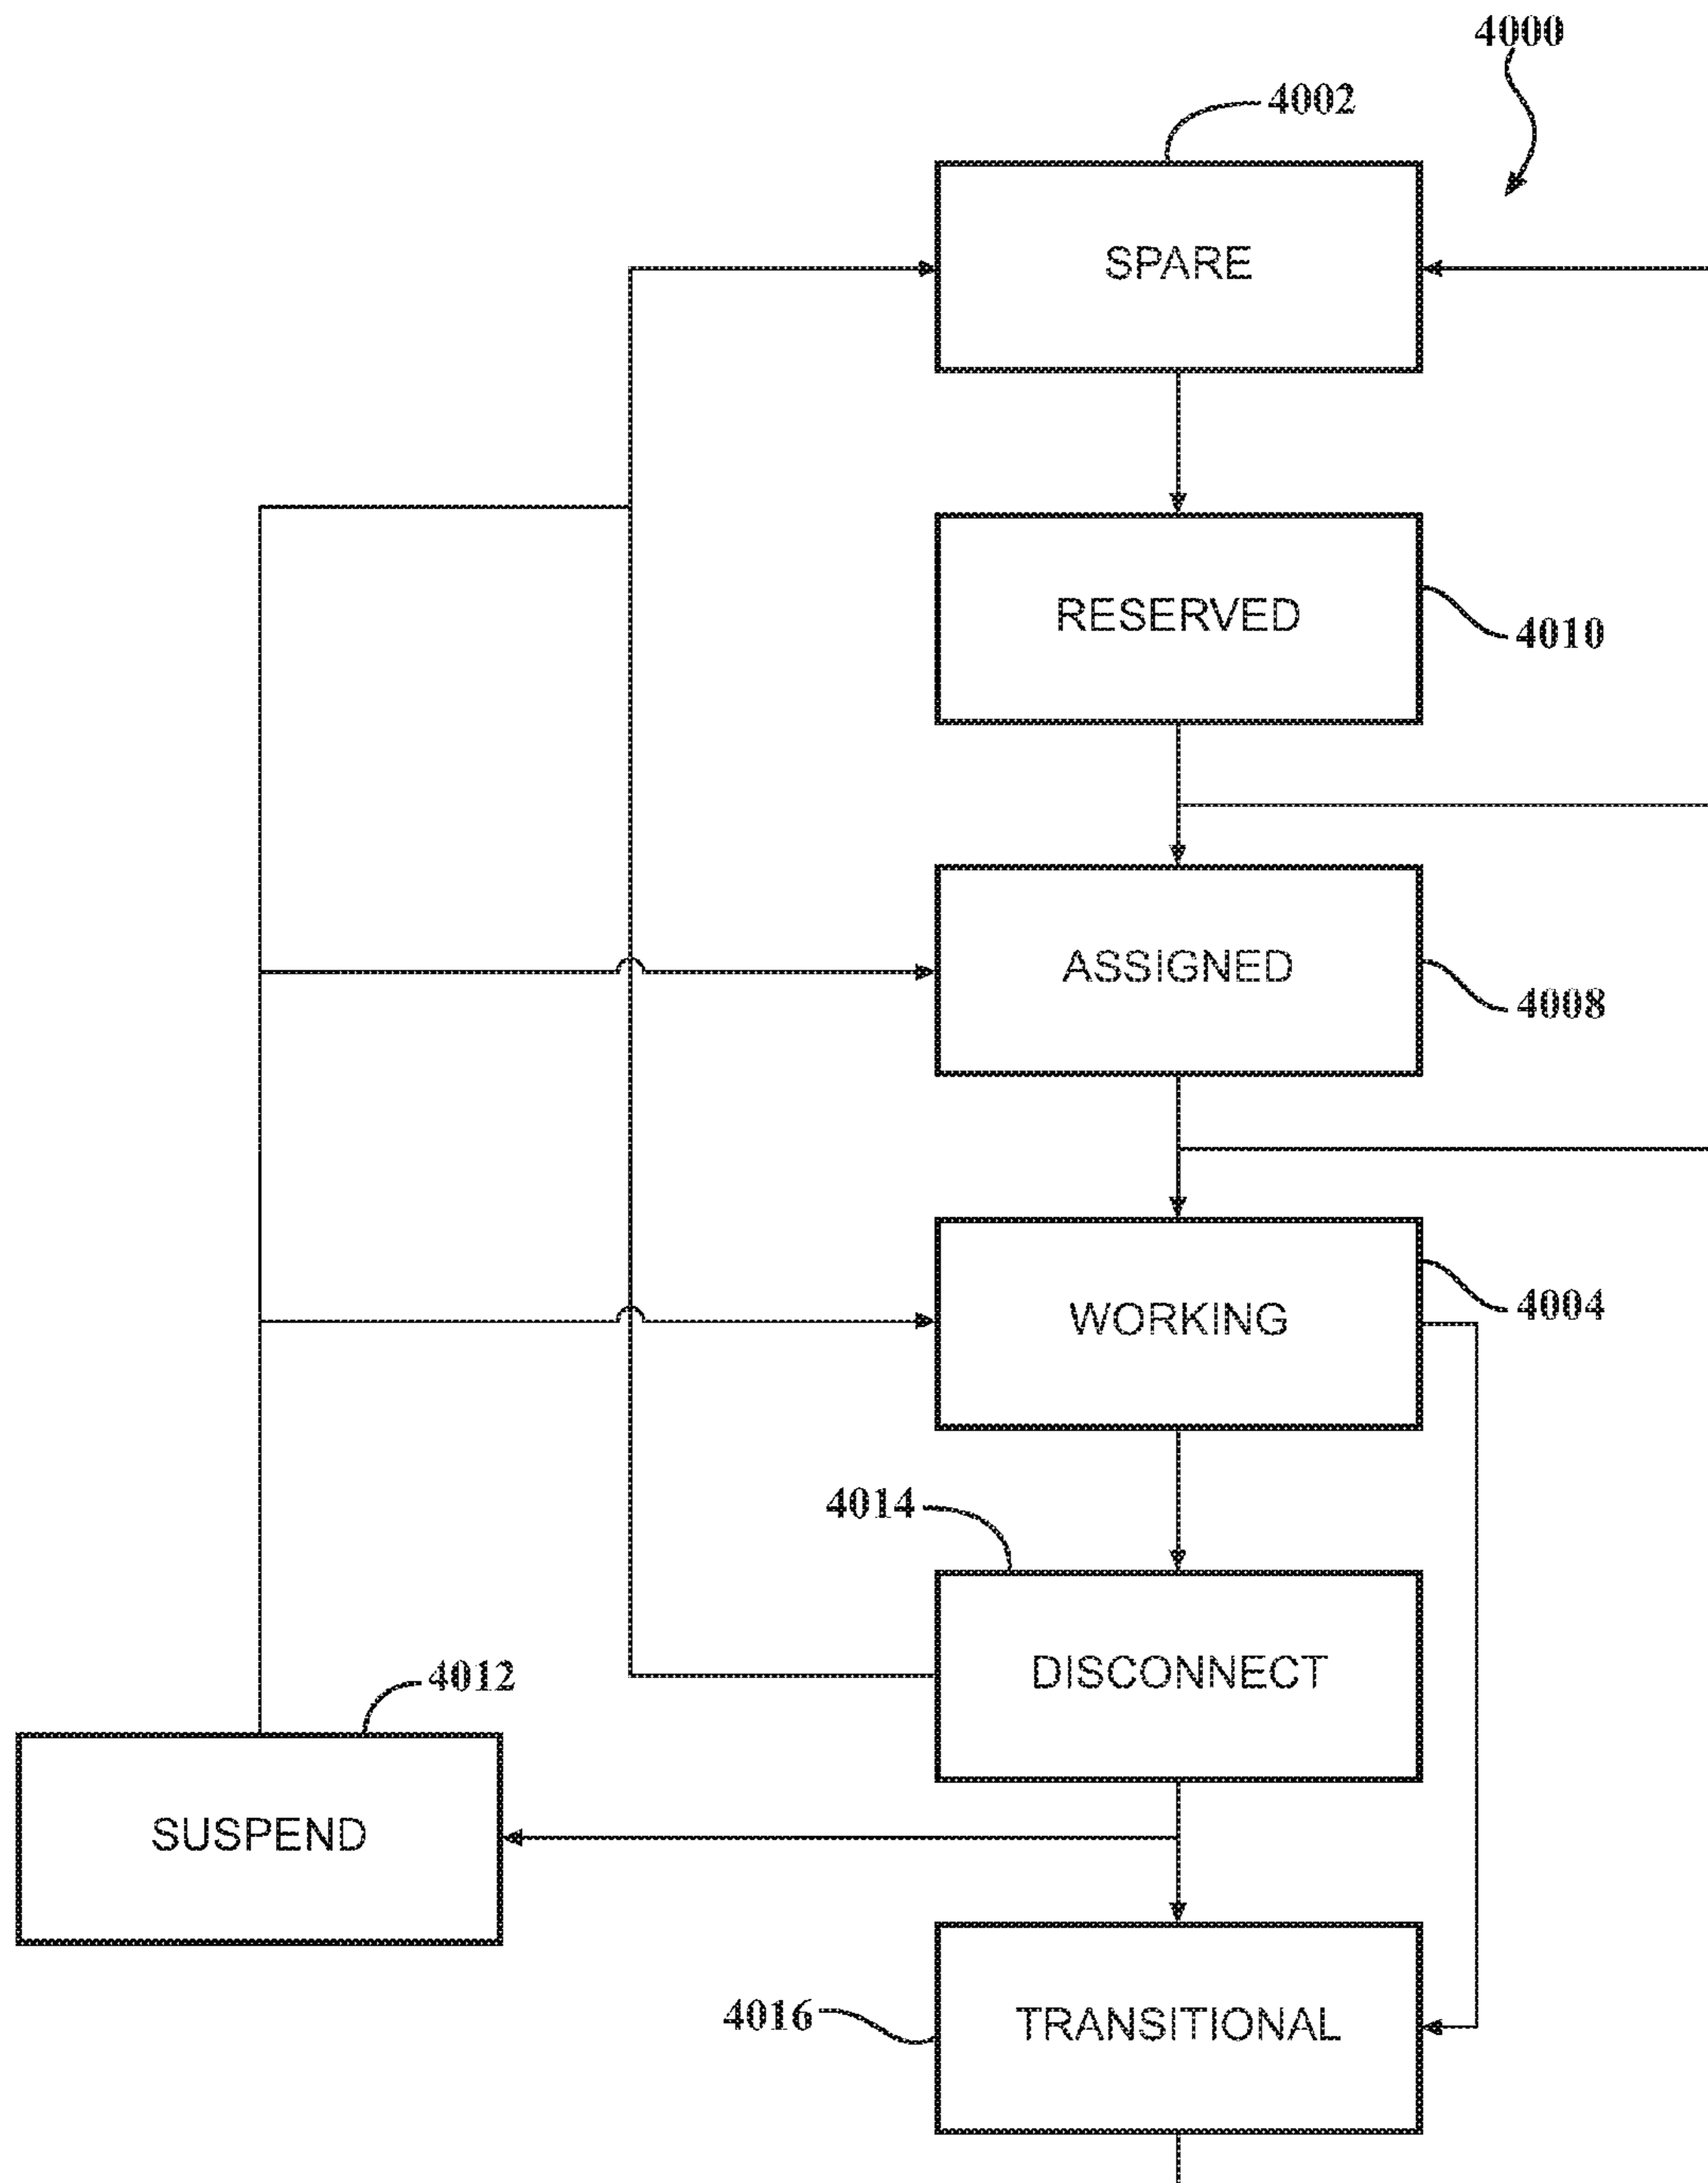 4000
4002
SPARE
RESERVED
4010
ASSIGNED
4008
WORKING
4004
4014
DISCONNECT
4012
SUSPEND
TRANSITIONAL
4016